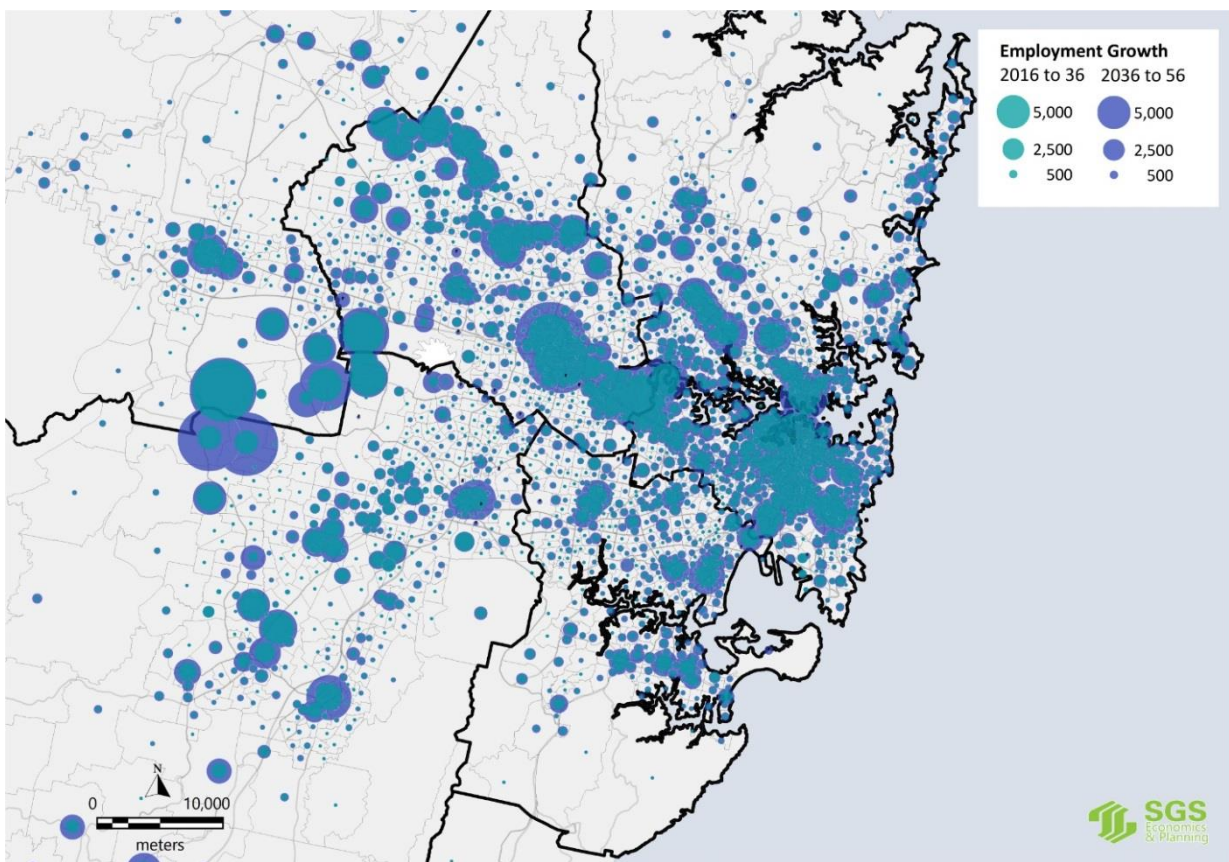 Employment Growth
2016 to 36 2036 to 56
5,000 5,000
2,500 2,500
500 500
N
0 10,000
meters
SGS
Economics
& Planning